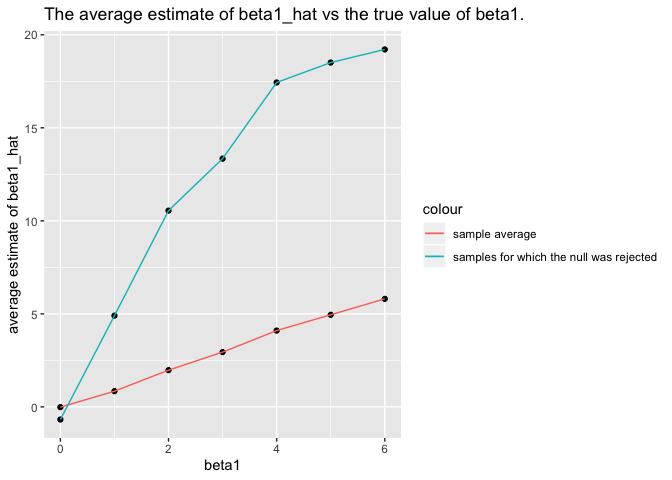 The average estimate of beta1_hat vs the true value of beta1.
20
15
10
5
0
average estimate of beta1_hat
0
2
4
6
beta1
colour
sample average
samples for which the null was rejected